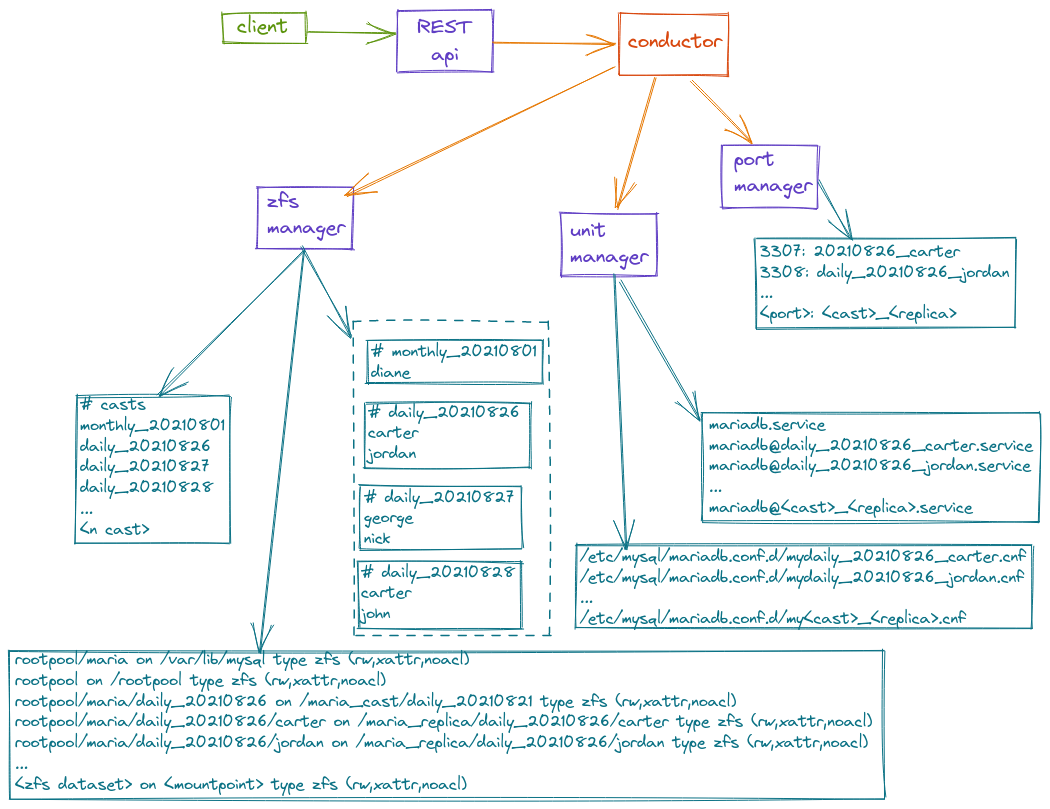 client
REST
api
conductor
port
manager
zfs
manager
unit
manager
3307: 20210826_carter
3308: daily_20210826_jordan
...
<port>: <cast>_<replica>
# monthly_20210801
diane
# daily_20210826
carter
jordan
# daily_20210827
george
nick
# daily_20210828
carter
john
# casts
monthly_20210801
daily_20210826
daily_20210827
daily_20210828
...
<n cast>
mariadb.service
mariadb@daily_20210826_carter.service
mariadb@daily_20210826_jordan.service
...
mariadb@<cast>_<replica>.service
/etc/mysql/mariadb.conf.d/mydaily_20210826_carter.cnf
/etc/mysql/mariadb.conf.d/mydaily_20210826_jordan.cnf
...
/etc/mysql/mariadb.conf.d/my<cast>_<replica>.cnf
rootpool/maria on /var/lib/mysql type zfs (rw,xattr,noacl)
rootpool on /rootpool type zfs (rw,xattr,noacl)
rootpool/maria/daily_20210826 on /maria_cast/daily_20210821 type zfs (rw,xattr,noacl)
rootpool/maria/daily_20210826/carter on /maria_replica/daily_20210826/carter type zfs (rw,xattr,noacl)
rootpool/maria/daily_20210826/jordan on /maria_replica/daily_20210826/jordan type zfs (rw,xattr,noacl)
...
<zfs dataset> on <mountpoint> type zfs (rw,xattr,noacl)